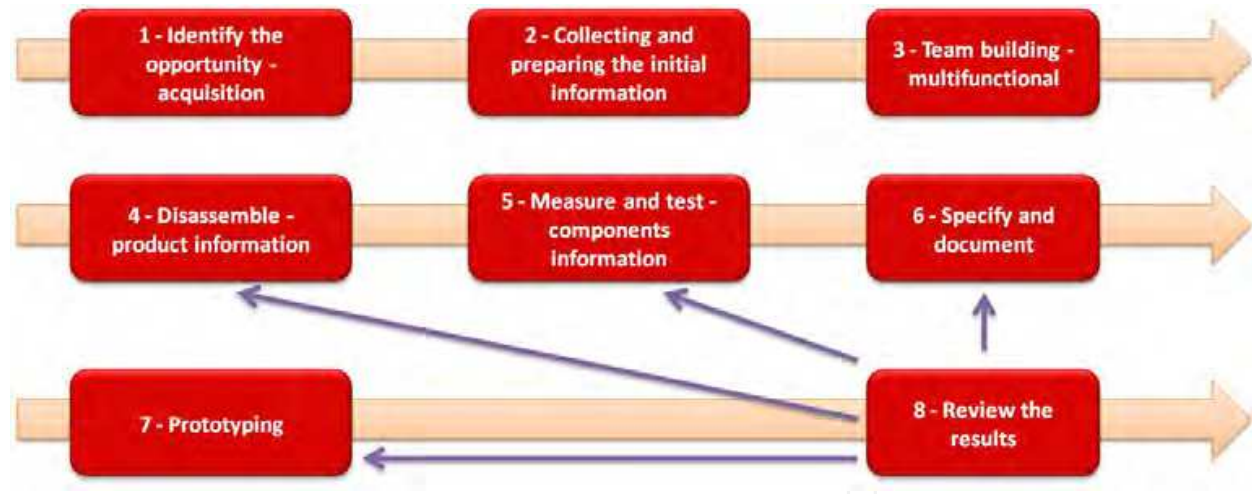 1 - Identify the
opportunity -
acquisition
2 - Collecting and
preparing the initial
information
3 - Team building -
multifunctional
4 - Disassemble -
product information
5 - Measure and test -
components
information
6 - Specify and
document
7 - Prototyping
8 - Review the
results